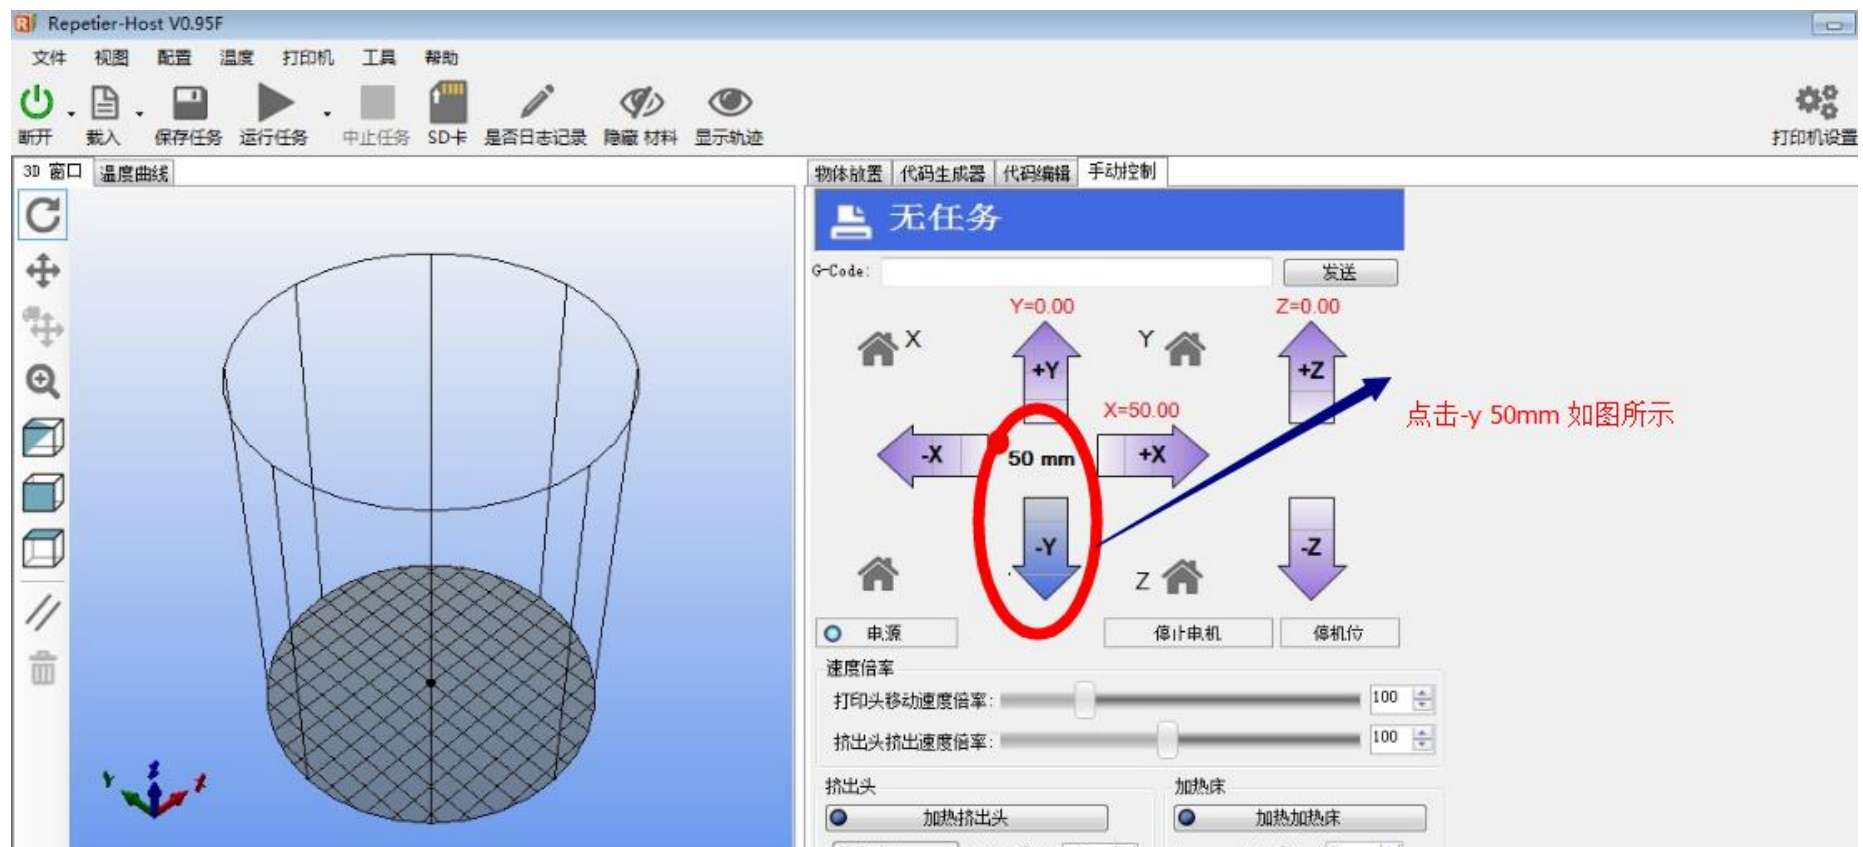 Repetier-Host V0.95F
文件 视图 配置 温度 打印机 工具 帮助
断开 载入 保存任务 运行任务 中止任务 SD卡 是否日志记录 隐藏 材料 显示轨迹 打印机设置
3D 窗口 温度曲线
物体放置 代码生成器 代码编辑 手动控制
无任务
G-Code: 发送
Y=0.00 Z=0.00
X Y
+Y +Z
X=50.00
点击-y 50mm 如图所示
-X 50 mm +X
-Y -Z
Z
电源 停止电机 停机位
速度倍率
打印头移动速度倍率: 100
挤出头挤出速度倍率: 100
挤出头 加热床
加热挤出头 加热加热床